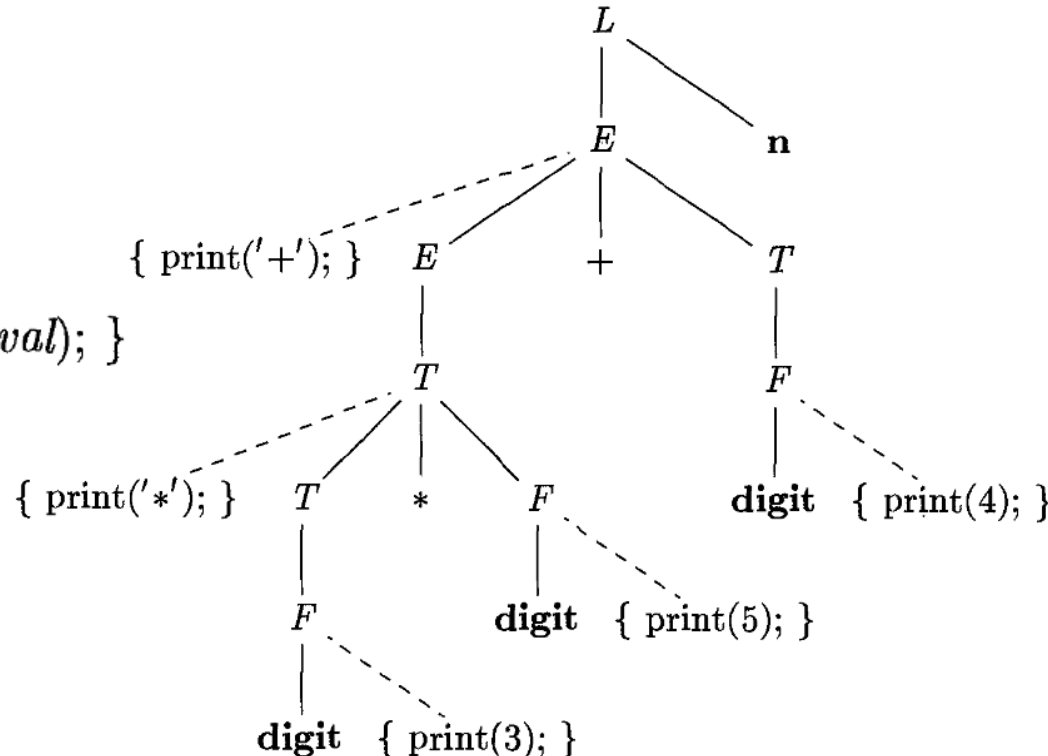 L
E n
{ print('+'); } E + T
val); }
T F
{ print('*'); } T * F digit { print(4); }
F digit { print(5); }
digit { print(3); }